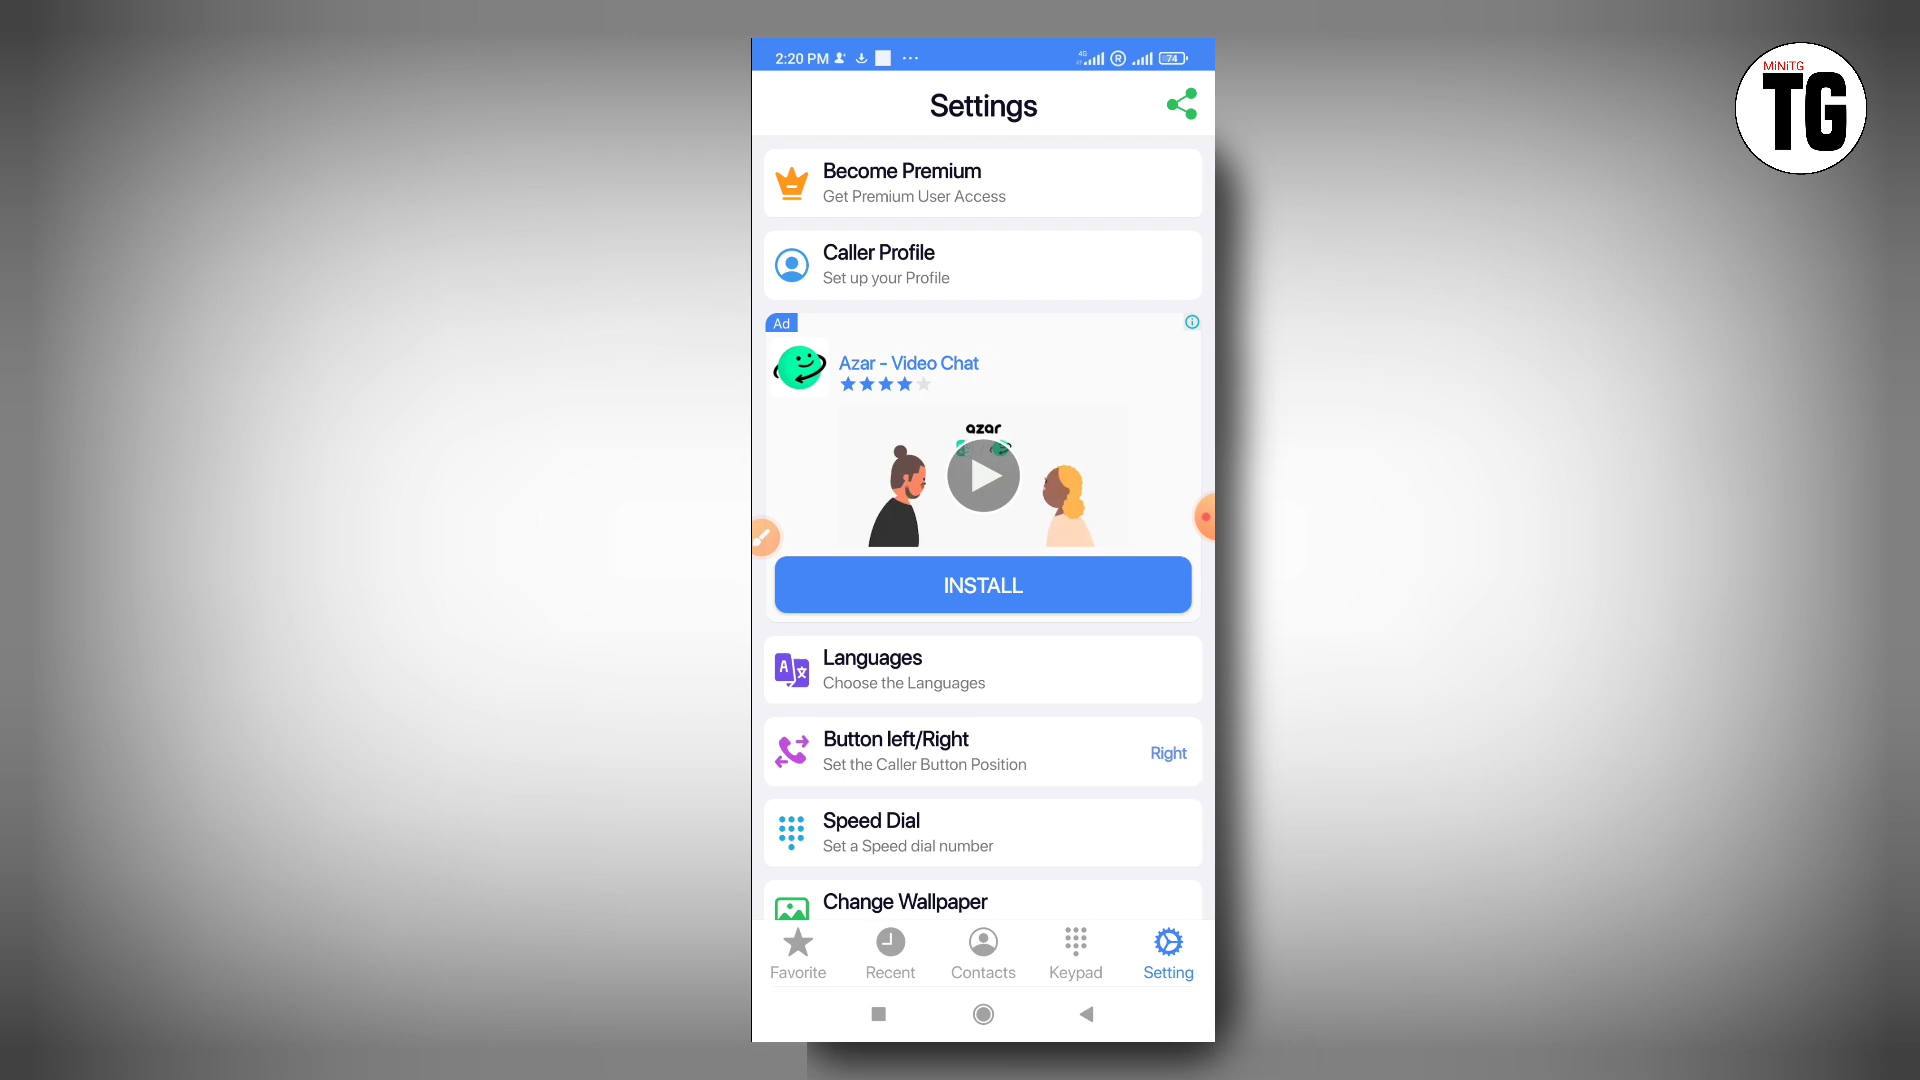 MiNiTG
TG
2:20 PM
4G
R
74
Settings
Become Premium
Get Premium User Access
Caller Profile
Set up your Profile
Ad
Azar - Video Chat
azar
INSTALL
Languages
Choose the Languages
Button left/Right
Set the Caller Button Position
Right
Speed Dial
Set a Speed dial number
Change Wallpaper
Favorite
Recent
Contacts
Keypad
Setting